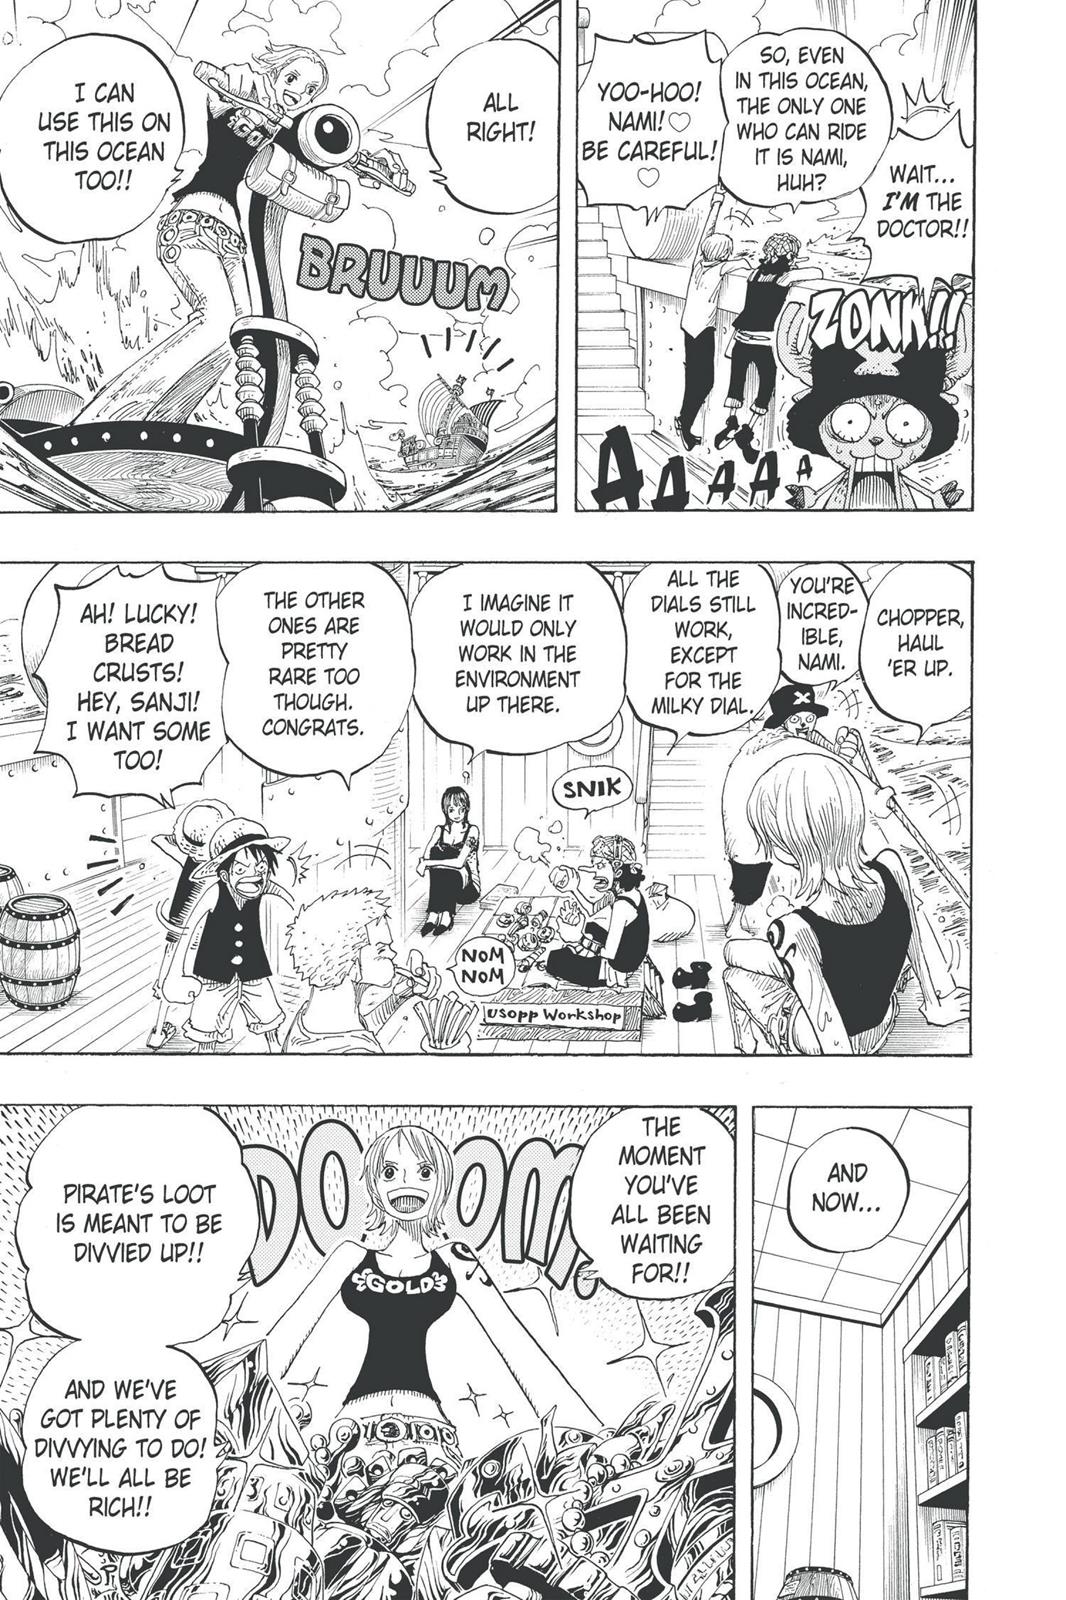 WAIT...
I'M THE
DOCTOR!!
SO, EVEN
IN THIS OCEAN,
THE ONLY ONE
WHO CAN RIDE
IT IS NAMI,
HUH?
YOO-HOO!
NAMI!♡
BE CAREFUL!
♡
ZONK!!
AAAAA
ALL
RIGHT!
I CAN
USE THIS ON
THIS OCEAN
TOO!!
BRUUUM
CHOPPER,
HAUL
'ER UP.
YOU'RE
INCRED-
IBLE,
NAMI.
ALL THE
DIALS STILL
WORK,
EXCEPT
FOR THE
MILKY DIAL.
SNIK
I IMAGINE IT
WOULD ONLY
WORK IN THE
ENVIRONMENT
UP THERE.
THE OTHER
ONES ARE
PRETTY
RARE TOO
THOUGH.
CONGRATS.
AH! LUCKY!
BREAD
CRUSTS!
HEY, SANJI!
I WANT SOME
TOO!
NOM
NOM
USOPP WORKSHOP
AND
NOW...
THE
MOMENT
YOU'VE
ALL BEEN
WAITING
FOR!!
DOOOM!
GOLD
PIRATE'S LOOT
IS MEANT TO BE
DIVVIED UP!!
AND WE'VE
GOT PLENTY OF
DIVVYING TO DO!
WE'LL ALL BE
RICH!!